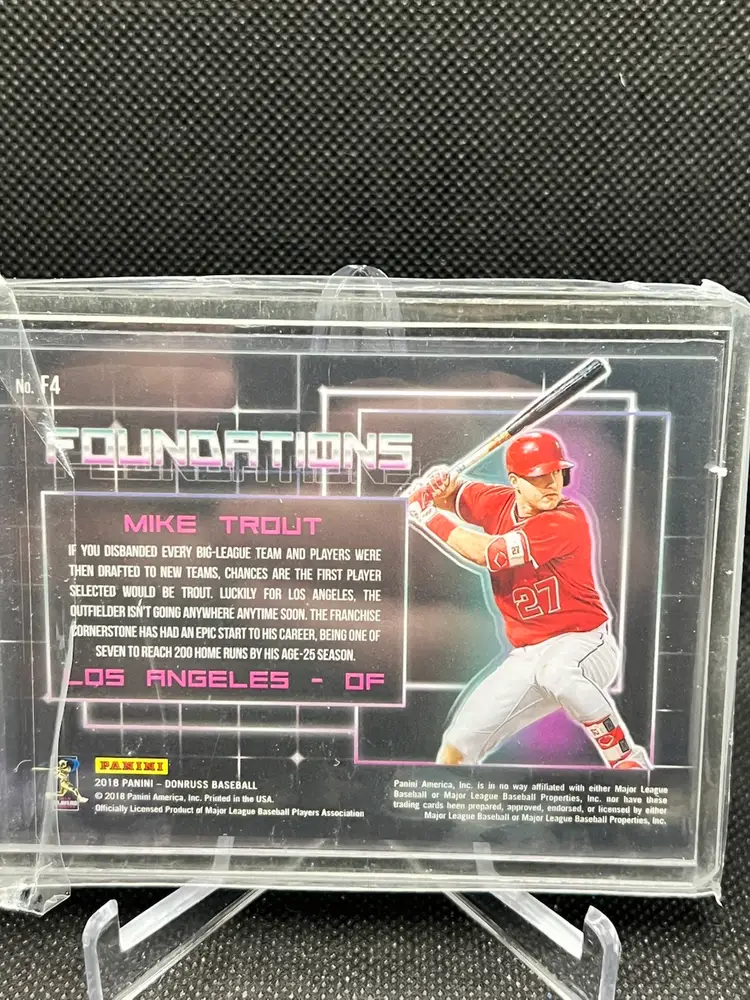 No. F4
FOUNDATIONS
MIKE TROUT
IF YOU DISBANDED EVERY BIG-LEAGUE TEAM AND PLAYERS WERE
THEN DRAFTED TO NEW TEAMS, CHANCES ARE THE FIRST PLAYER
SELECTED WOULD BE TROUT. LUCKILY FOR LOS ANGELES, THE
OUTFIELDER ISN'T GOING ANYWHERE ANYTIME SOON. THE FRANCHISE
CORNERSTONE HAS HAD AN EPIC START TO HIS CAREER, BEING ONE OF
SEVEN TO REACH 200 HOME RUNS BY HIS AGE-25 SEASON.
LOS ANGELES - OF
27
27
PANINI
2018 PANINI - DONRUSS BASEBALL
© 2018 Panini America, Inc. Printed in the USA.
Officially Licensed Product of Major League Baseball Players Association
Panini America, Inc. is in no way affiliated with either Major League
Baseball or Major League Baseball Properties, Inc. nor have these
trading cards been prepared, approved, endorsed, or licensed by either
Major League Baseball or Major League Baseball Properties, Inc.